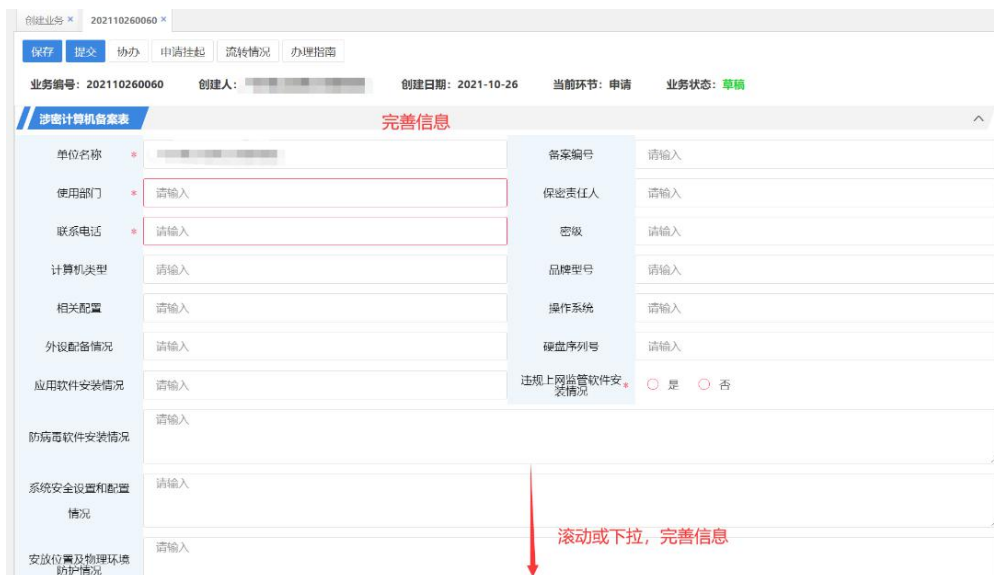 创建业务 × 202110260060 ×
保存 提交 协办 申请挂起 流转情况 办理指南
业务编号：202110260060 创建人： 创建日期：2021-10-26 当前环节：申请 业务状态：草稿
涉密计算机备案表 完善信息
单位名称 * 备案编号 请输入
使用部门 * 请输入 保密责任人 请输入
联系电话 * 请输入 密级 请输入
计算机类型 请输入 品牌型号 请输入
相关配置 请输入 操作系统 请输入
外设配备情况 请输入 硬盘序列号 请输入
应用软件安装情况 请输入 违规上网监管软件安
装情况 * 是 否
防病毒软件安装情况 请输入
系统安全设置和配置 请输入
情况
滚动或下拉，完善信息
安放位置及物理环境 请输入
防护情况